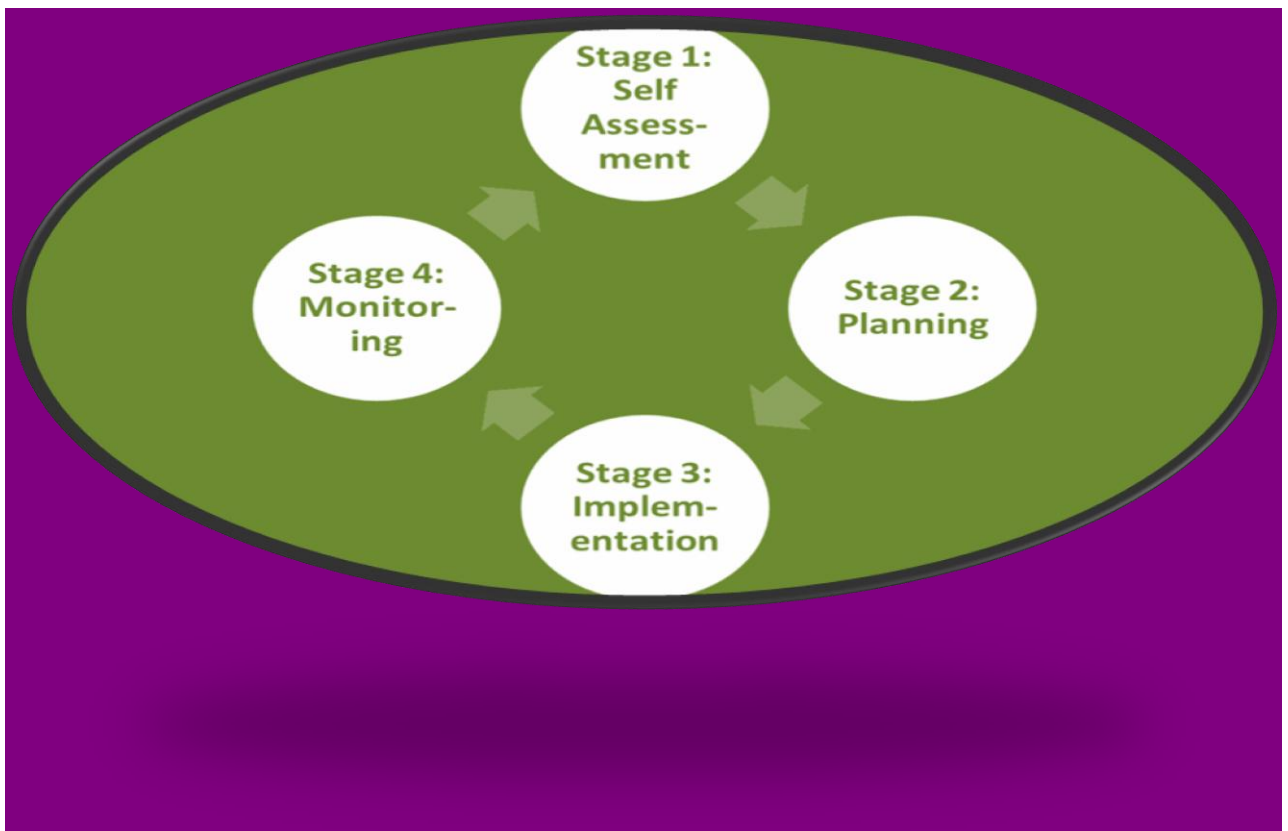 Stage 1:
Self
Assess-
ment
Stage 2:
Planning
Stage 3:
Implem-
entation
Stage 4:
Monitor-
ing